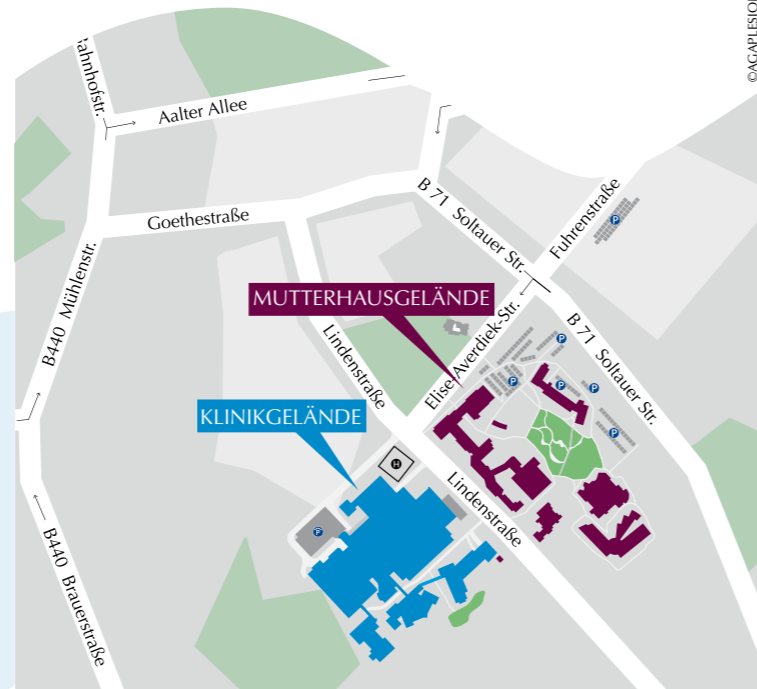 ©AGAPLESION
Bahnhofstr.
Aalter Allee
Goethestraße
B 71 Soltauer Str.
Fuhrenstraße
P
B440 Mühlenstr.
MUTTERHAUSGELÄNDE
Lindenstraße
Elise-Averdiek-Str.
B 71 Soltauer Str.
P
P
P
P
P
KLINIKGELÄNDE
H
Lindenstraße
P
B440 Brauerstraße